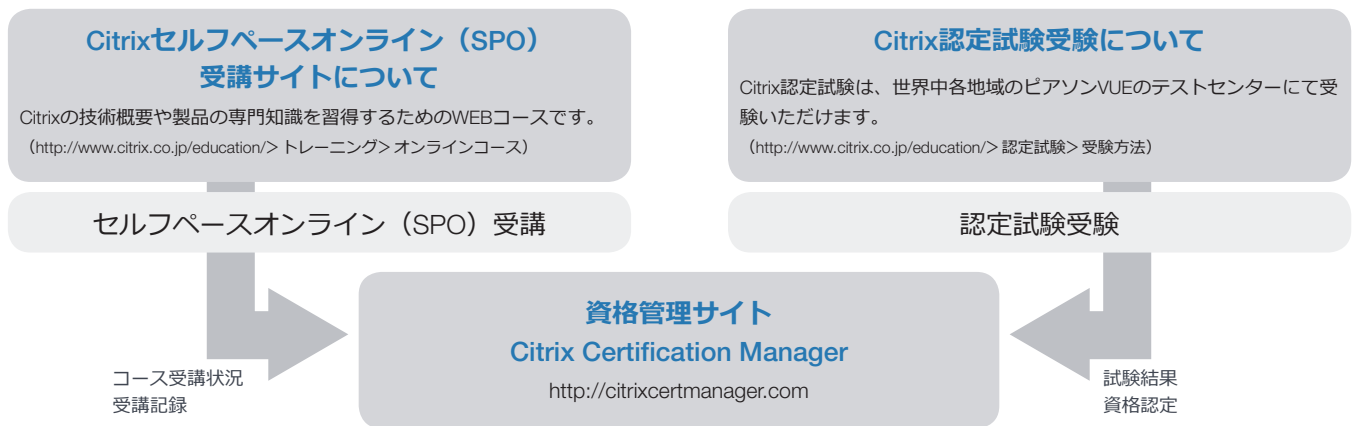 Citrixセルフペースオンライン（SPO）
受講サイトについて
Citrixの技術概要や製品の専門知識を習得するためのWEBコースです。
（http://www.citrix.co.jp/education/> トレーニング> オンラインコース）
セルフペースオンライン（SPO）受講
Citrix認定試験受験について
Citrix認定試験は、世界中各地域のピアソンVUEのテストセンターにて受
験いただけます。
（http://www.citrix.co.jp/education/> 認定試験> 受験方法）
認定試験受験
資格管理サイト
Citrix Certification Manager
http://citrixcertmanager.com
コース受講状況
受講記録
試験結果
資格認定